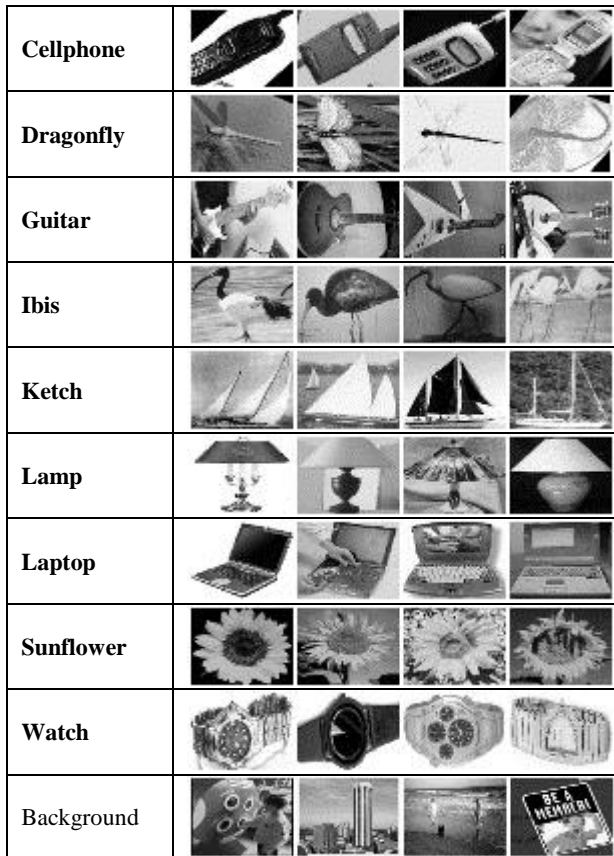 Cellphone
Dragonfly
Guitar
Ibis
Ketch
Lamp
Laptop
Sunflower
Watch
Background
BE A
MEMBER!